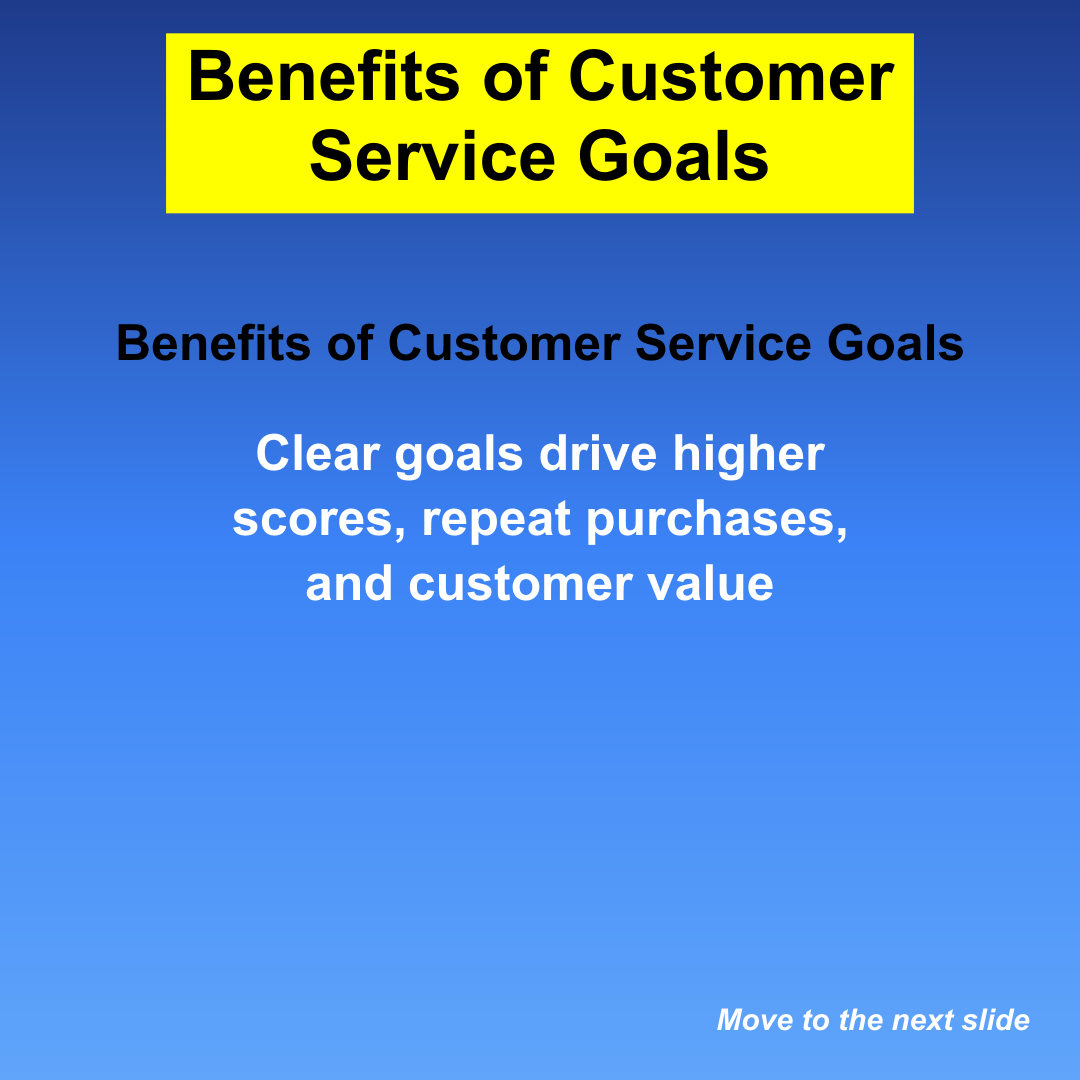 Benefits of Customer
Service Goals
Benefits of Customer Service Goals
Clear goals drive higher
scores, repeat purchases,
and customer value
Move to the next slide